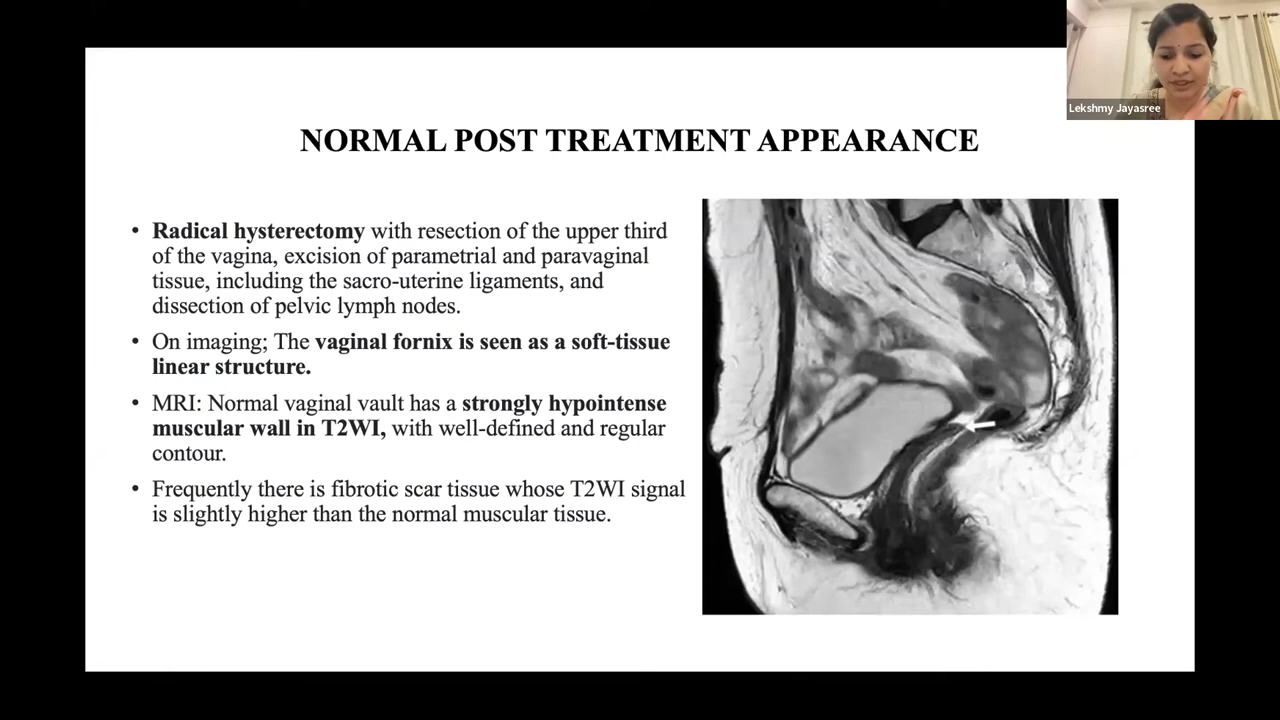 Lekshmy Jayasree
NORMAL POST TREATMENT APPEARANCE
• Radical hysterectomy with resection of the upper third
of the vagina, excision of parametrial and paravaginal
tissue, including the sacro-uterine ligaments, and
dissection of pelvic lymph nodes.
• On imaging; The vaginal fornix is seen as a soft-tissue
linear structure.
• MRI: Normal vaginal vault has a strongly hypointense
muscular wall in T2WI, with well-defined and regular
contour.
• Frequently there is fibrotic scar tissue whose T2WI signal
is slightly higher than the normal muscular tissue.